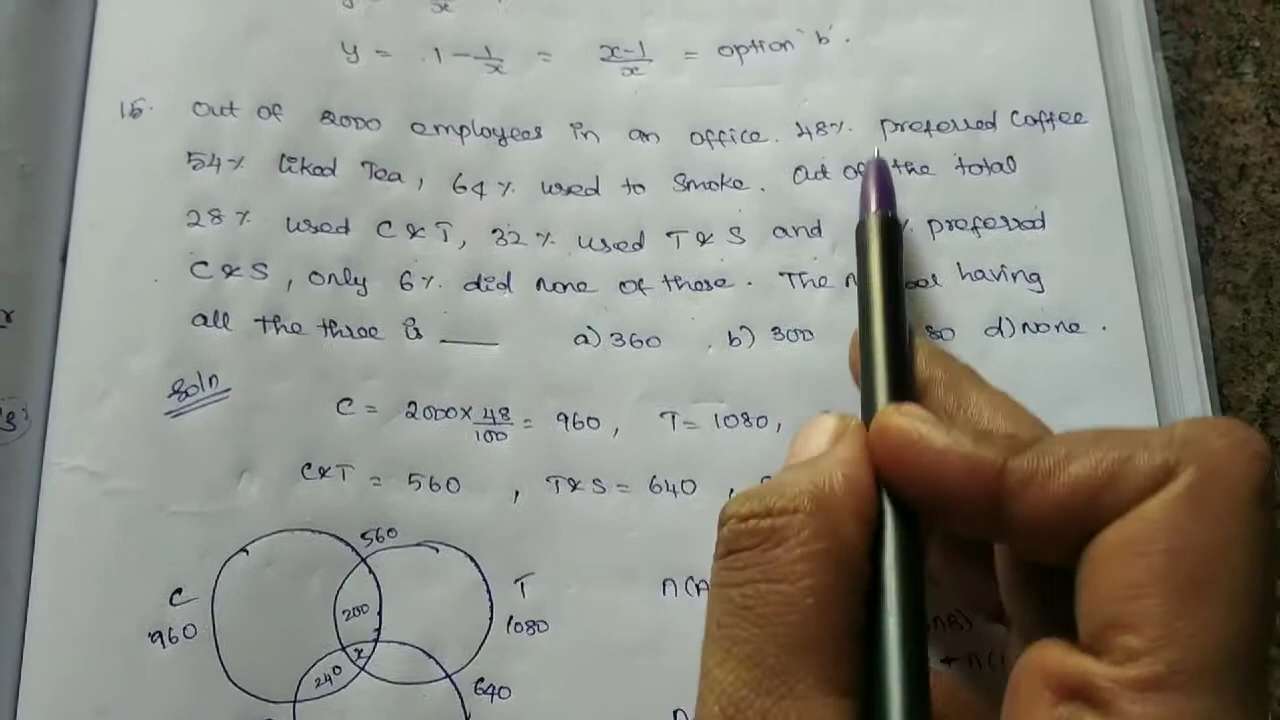 y = 1 - 1/x = x-1/x = option 'b'.
15. Out of 2000 employees in an office. 48% preferred Coffee
54% liked Tea, 64% used to Smoke. Out of the total
28% used C&T, 32% used T&S and % preferred
C&S, only 6% did none of these. The having
all the three is ___ a) 360 b) 300 80 d) none.
Soln
C = 2000 x 48/100 = 960, T = 1080,
C&T = 560, T&S = 640,
560
C
T
200
960
1080
x
240
640